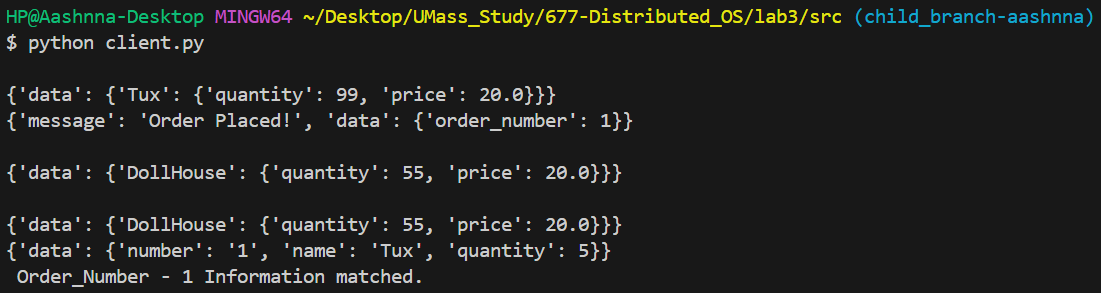 HP@Aashnna-Desktop MINGW64 ~/Desktop/UMass_Study/677-Distributed_OS/lab3/src (child_branch-aashnna)
$ python client.py
{'data': {'Tux': {'quantity': 99, 'price': 20.0}}}
{'message': 'Order Placed!', 'data': {'order_number': 1}}
{'data': {'DollHouse': {'quantity': 55, 'price': 20.0}}}
{'data': {'DollHouse': {'quantity': 55, 'price': 20.0}}}
{'data': {'number': '1', 'name': 'Tux', 'quantity': 5}}
Order_Number - 1 Information matched.